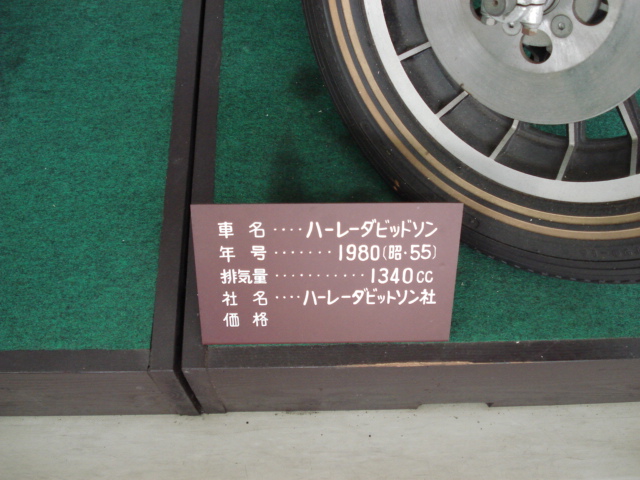 車名････ハーレーダビッドソン
年号･･･････1980(昭･55)
排気量･･･････････1340cc
社名････ハーレーダビットソン社
価格